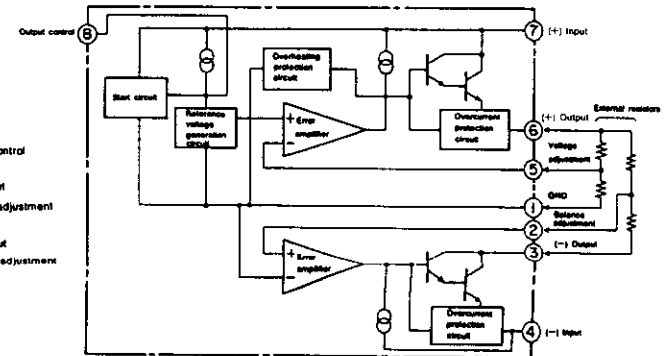 Output control
8
7
(+) Input
Start circuit
Overheating
protection
circuit
Reference
voltage
generation
circuit
+
Error
amplifier
−
Overcurrent
protection
circuit
External resistors
(+) Output
6
Voltage
adjustment
5
GND
1
Balance
adjustment
2
(−) Output
3
+
Error
amplifier
−
Overcurrent
protection
circuit
4
(−) Input
ontrol
adjustment
ut
adjustment